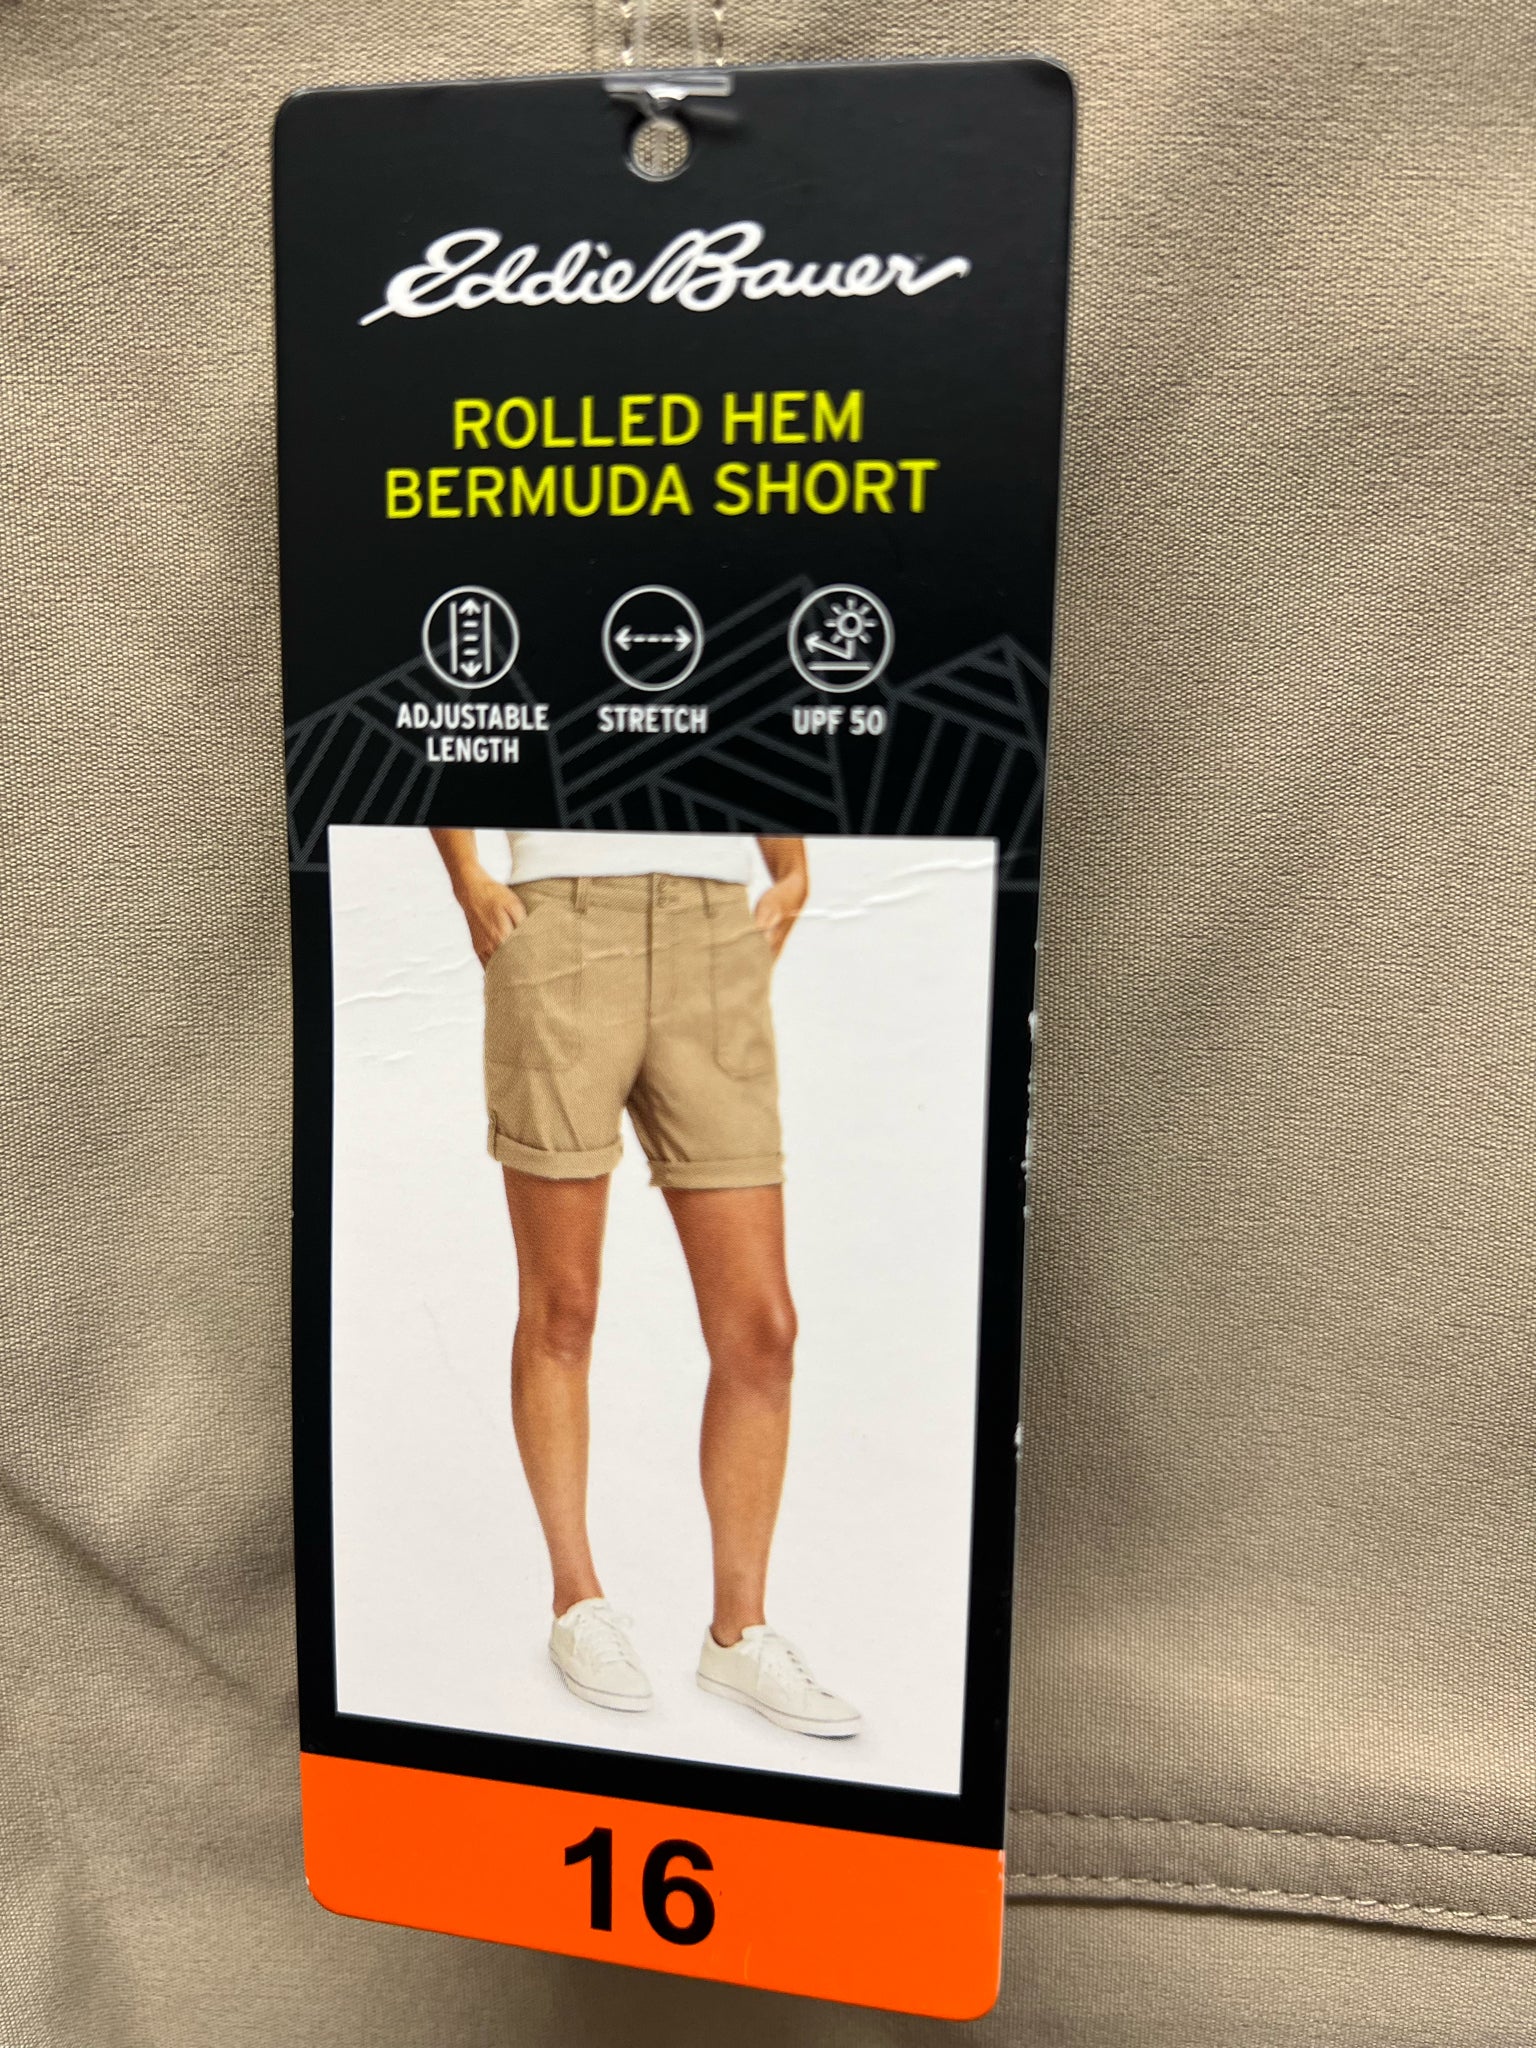 Eddie Bauer
ROLLED HEM
BERMUDA SHORT
ADJUSTABLE
LENGTH
STRETCH
UPF 50
16